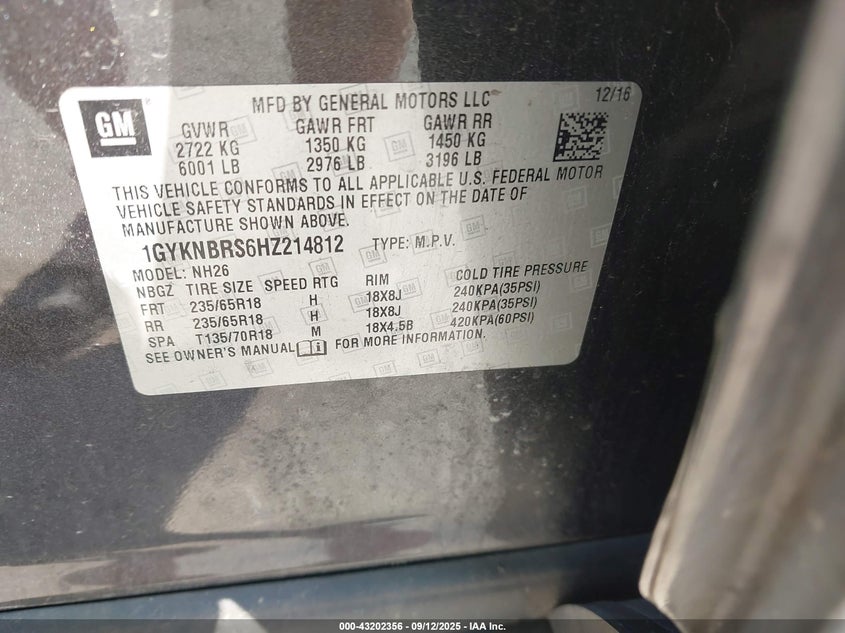 GM
MFD BY GENERAL MOTORS LLC 12/16
GVWR GAWR FRT GAWR RR
2722 KG 1350 KG 1450 KG
6001 LB 2976 LB 3196 LB
THIS VEHICLE CONFORMS TO ALL APPLICABLE U.S. FEDERAL MOTOR
VEHICLE SAFETY STANDARDS IN EFFECT ON THE DATE OF
MANUFACTURE SHOWN ABOVE.
1GYKNBRS6HZ214812 TYPE: M.P.V.
MODEL: NH26
NBGZ TIRE SIZE SPEED RTG RIM COLD TIRE PRESSURE
FRT 235/65R18 H 18X8J 240KPA(35PSI)
RR 235/65R18 H 18X8J 240KPA(35PSI)
SPA T135/70R18 M 18X4.5B 420KPA(60PSI)
SEE OWNER'S MANUAL FOR MORE INFORMATION.
000-43202356 - 09/12/2025 - IAA Inc.